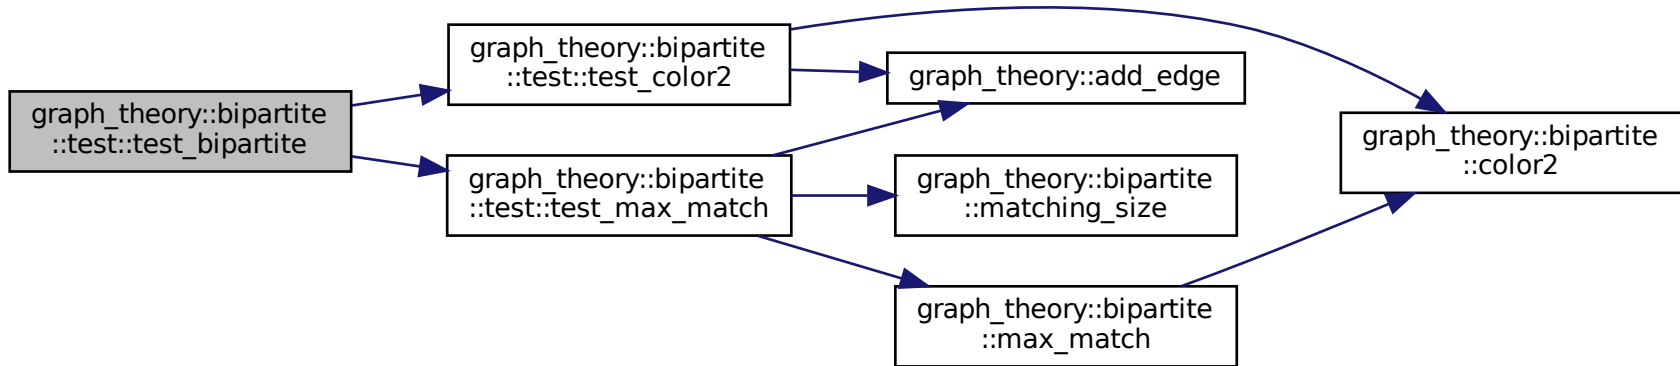 graph_theory::bipartite
::test::test_bipartite
graph_theory::bipartite
::test::test_color2
graph_theory::add_edge
graph_theory::bipartite
::test::test_max_match
graph_theory::bipartite
::matching_size
graph_theory::bipartite
::max_match
graph_theory::bipartite
::color2